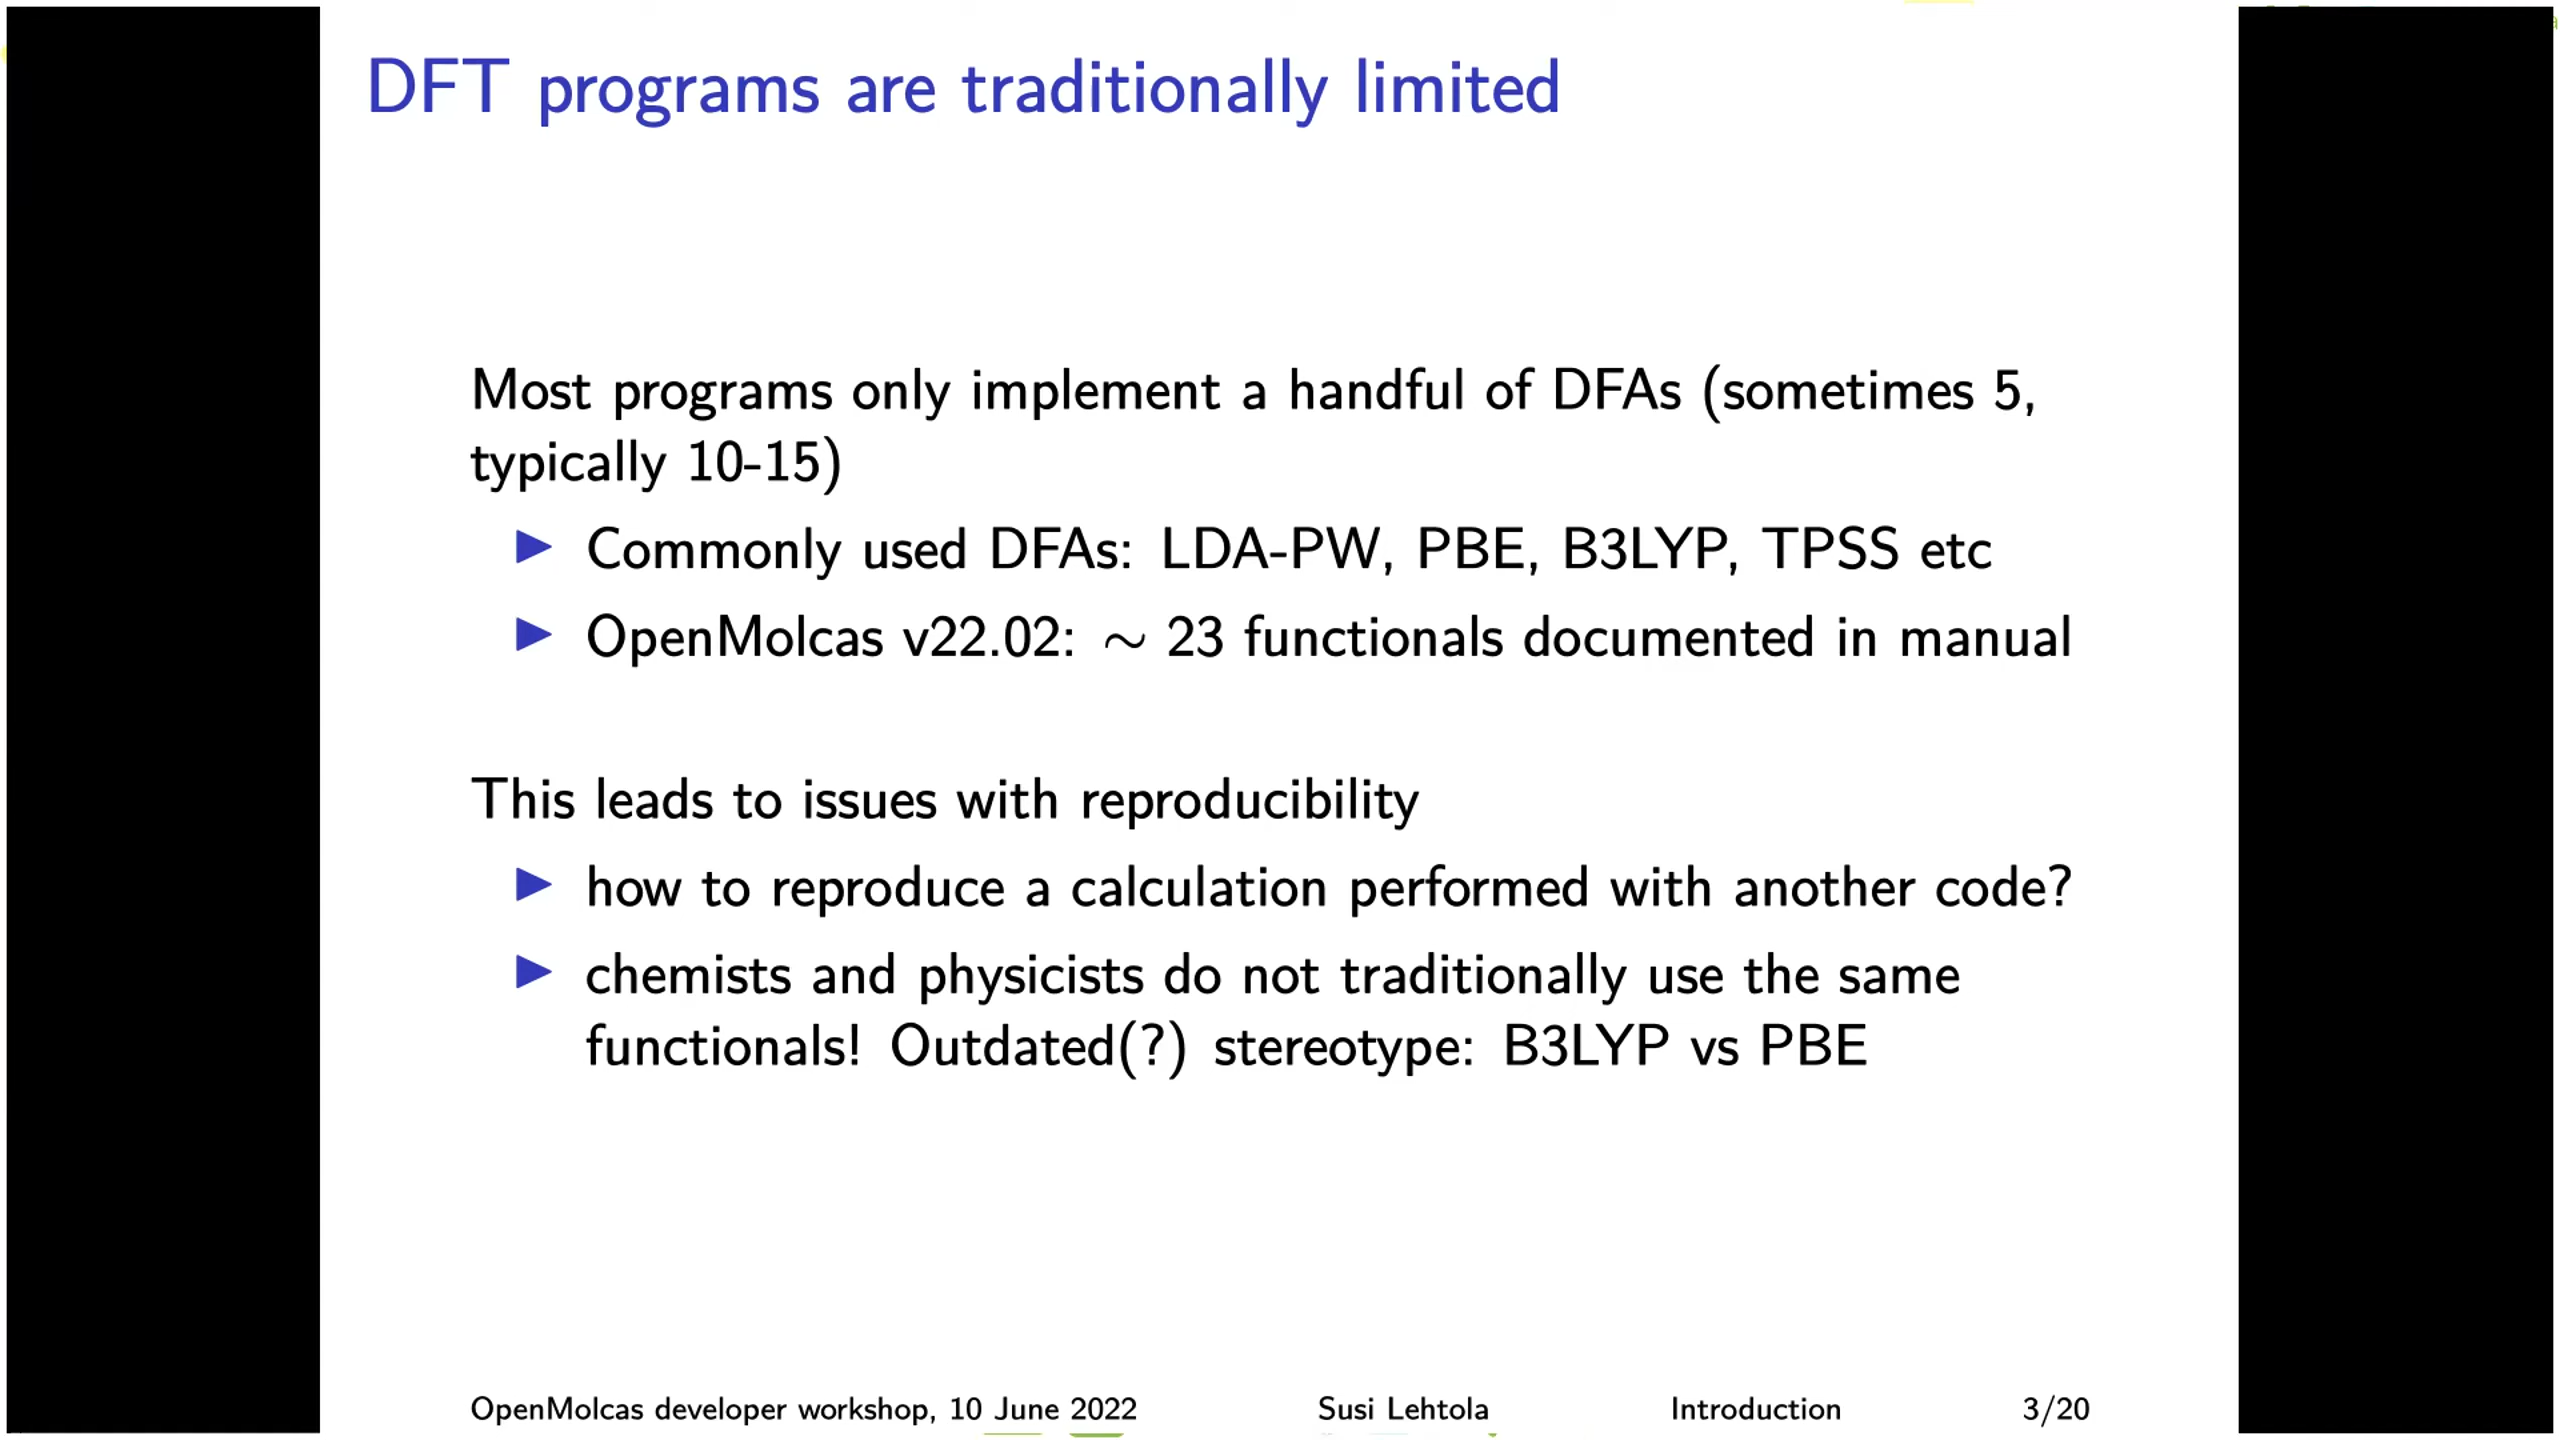 DFT programs are traditionally limited
Most programs only implement a handful of DFAs (sometimes 5,
typically 10-15)
▶ Commonly used DFAs: LDA-PW, PBE, B3LYP, TPSS etc
▶ OpenMolcas v22.02: ∼ 23 functionals documented in manual
This leads to issues with reproducibility
▶ how to reproduce a calculation performed with another code?
▶ chemists and physicists do not traditionally use the same
functionals! Outdated(?) stereotype: B3LYP vs PBE
OpenMolcas developer workshop, 10 June 2022 Susi Lehtola Introduction 3/20